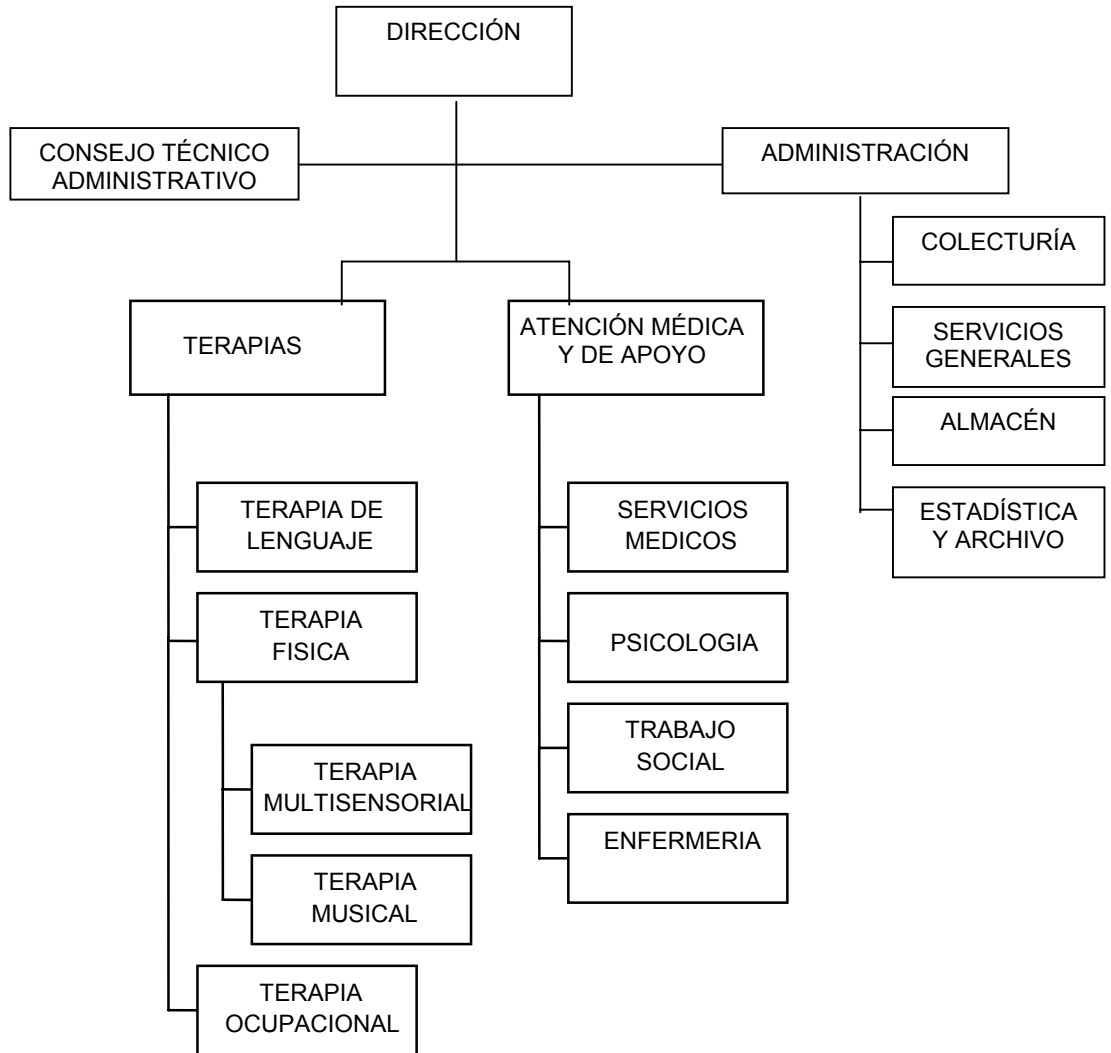 DIRECCIÓN
CONSEJO TÉCNICO
ADMINISTRATIVO
ADMINISTRACIÓN
COLECTURÍA
SERVICIOS
GENERALES
ALMACÉN
ESTADÍSTICA
Y ARCHIVO
TERAPIAS
TERAPIA DE
LENGUAJE
TERAPIA
FISICA
TERAPIA
MULTISENSORIAL
TERAPIA
MUSICAL
TERAPIA
OCUPACIONAL
ATENCIÓN MÉDICA
Y DE APOYO
SERVICIOS
MEDICOS
PSICOLOGIA
TRABAJO
SOCIAL
ENFERMERIA